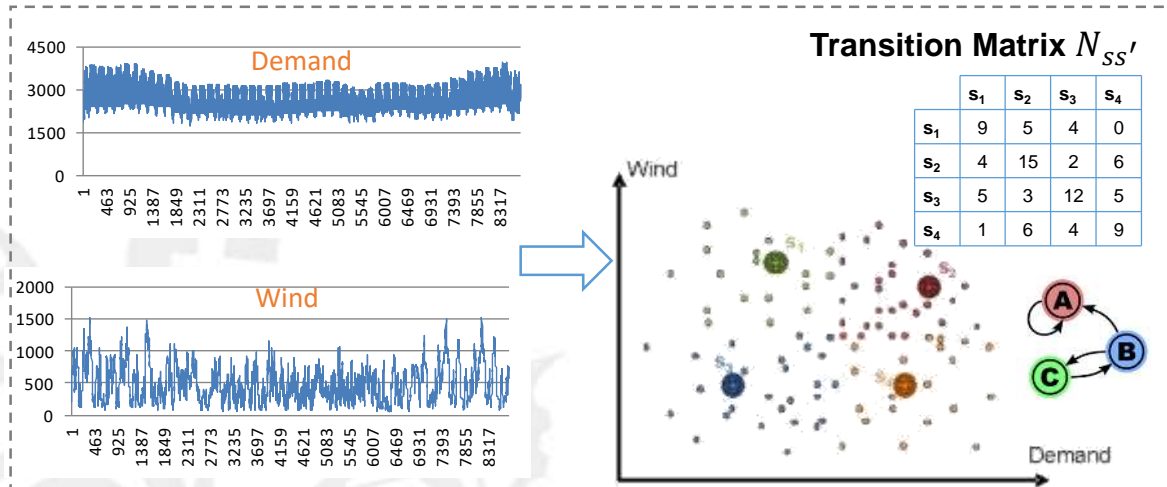 Demand
4500
3000
1500
0
1 463 925 1387 1849 2311 2773 3235 3697 4159 4621 5083 5545 6007 6469 6931 7393 7855 8317
Wind
2000
1500
1000
500
0
1 463 925 1387 1849 2311 2773 3235 3697 4159 4621 5083 5545 6007 6469 6931 7393 7855 8317
Transition Matrix N_{ss'}
s₁ s₂ s₃ s₄
s₁ 9 5 4 0
s₂ 4 15 2 6
s₃ 5 3 12 5
s₄ 1 6 4 9
Wind
S₁
S₂
A
B
C
Demand